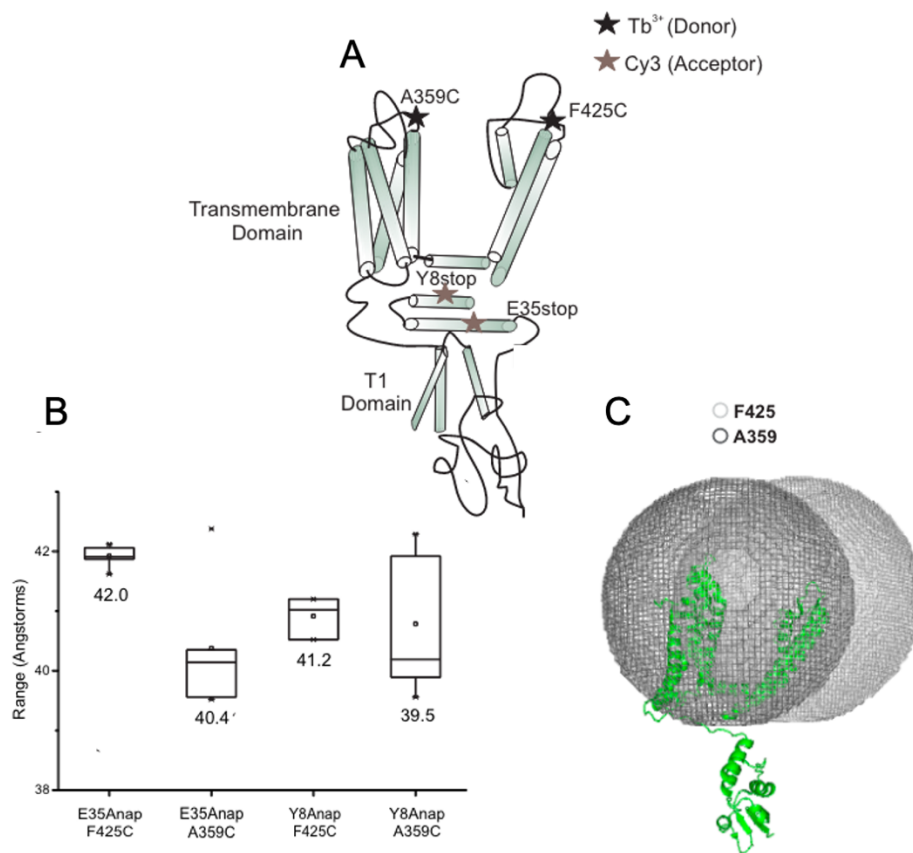 Tb³⁺ (Donor)
A
Cy3 (Acceptor)
A359C
F425C
Transmembrane
Domain
Y8stop
E35stop
T1
Domain
B
C
F425
A359
Range (Angstorms)
42
40
38
42.0
40.4
41.2
39.5
E35Anap
F425C
E35Anap
A359C
Y8Anap
F425C
Y8Anap
A359C